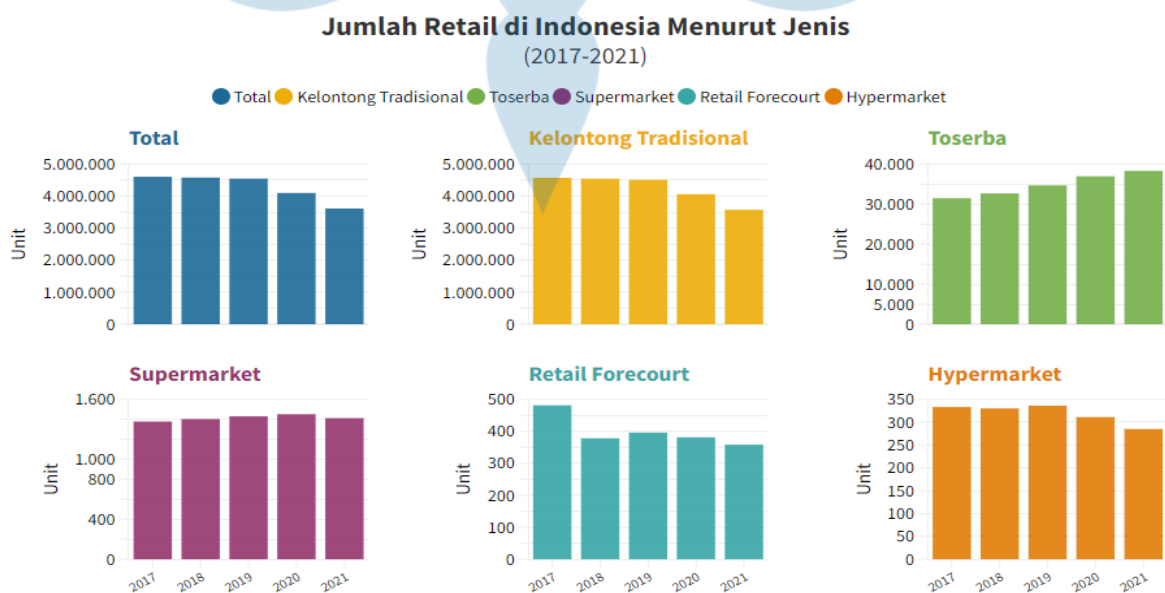 Jumlah Retail di Indonesia Menurut Jenis
(2017-2021)
Total Kelontong Tradisional Toserba Supermarket Retail Forecourt Hypermarket
Total
Unit
5.000.000
4.000.000
3.000.000
2.000.000
1.000.000
0
Kelontong Tradisional
Unit
5.000.000
4.000.000
3.000.000
2.000.000
1.000.000
0
Toserba
Unit
40.000
30.000
20.000
10.000
5.000
0
Supermarket
Unit
1.600
1.000
800
400
0
2017 2018 2019 2020 2021
Retail Forecourt
Unit
500
400
300
200
100
0
2017 2018 2019 2020 2021
Hypermarket
Unit
350
300
250
200
150
100
50
0
2017 2018 2019 2020 2021